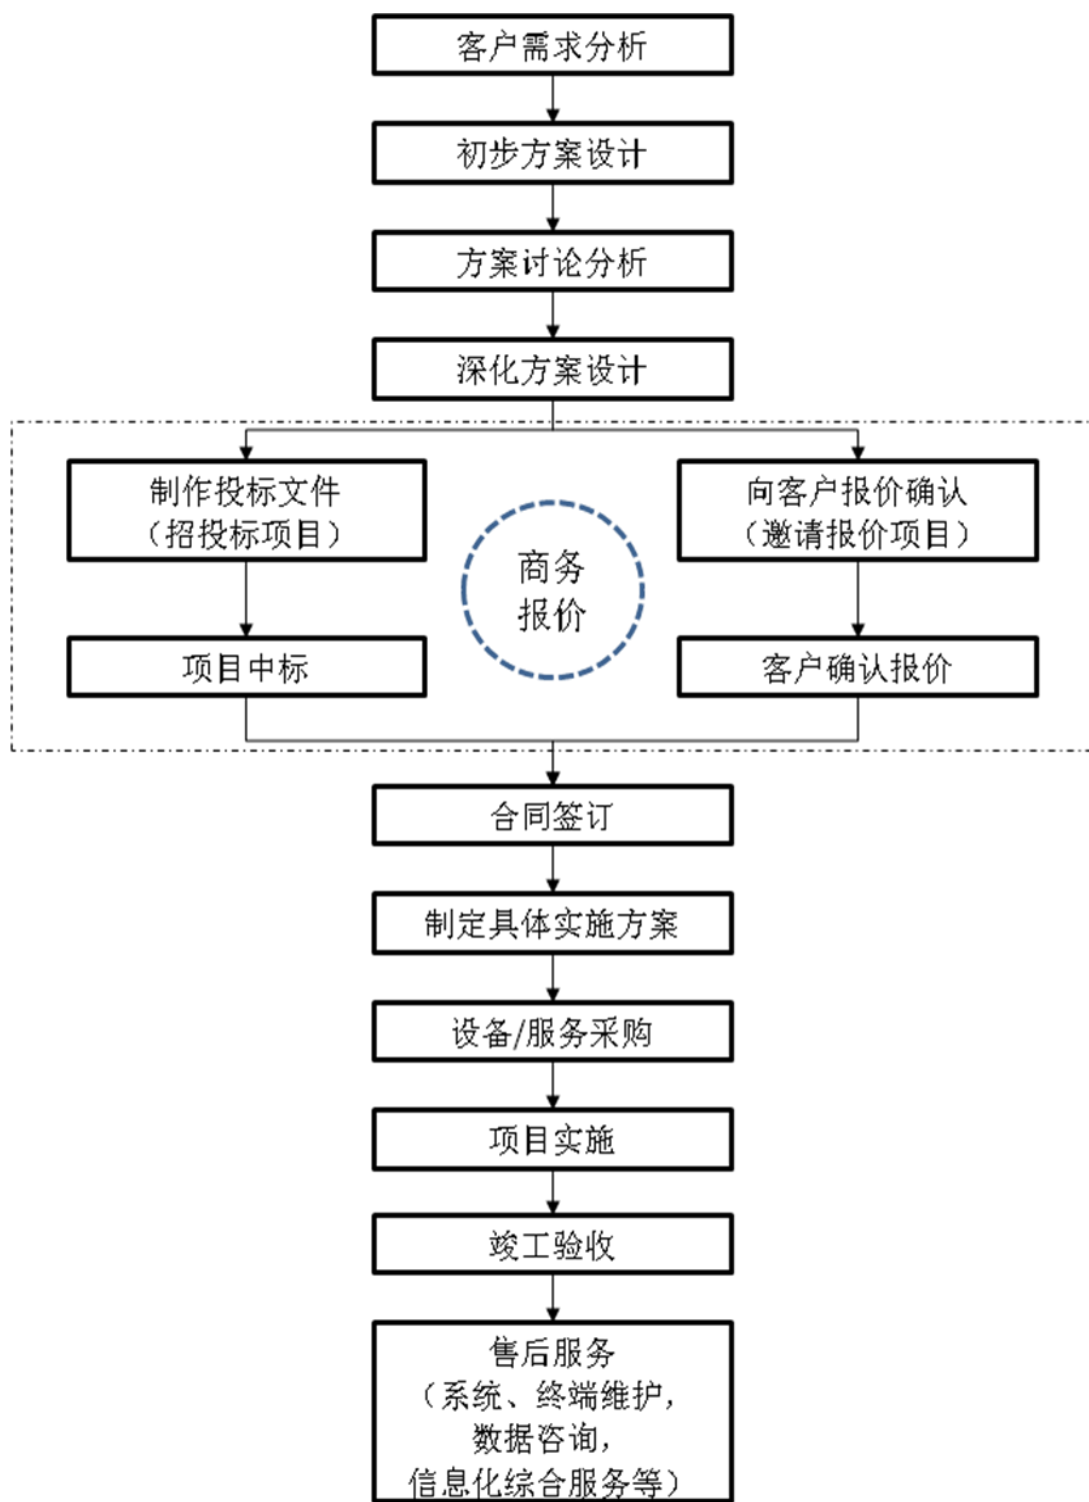 客户需求分析
初步方案设计
方案讨论分析
深化方案设计
制作投标文件
（招投标项目）
向客户报价确认
（邀请报价项目）
商务
报价
项目中标
客户确认报价
合同签订
制定具体实施方案
设备/服务采购
项目实施
竣工验收
售后服务
（系统、终端维护，
数据咨询，
信息化综合服务等）